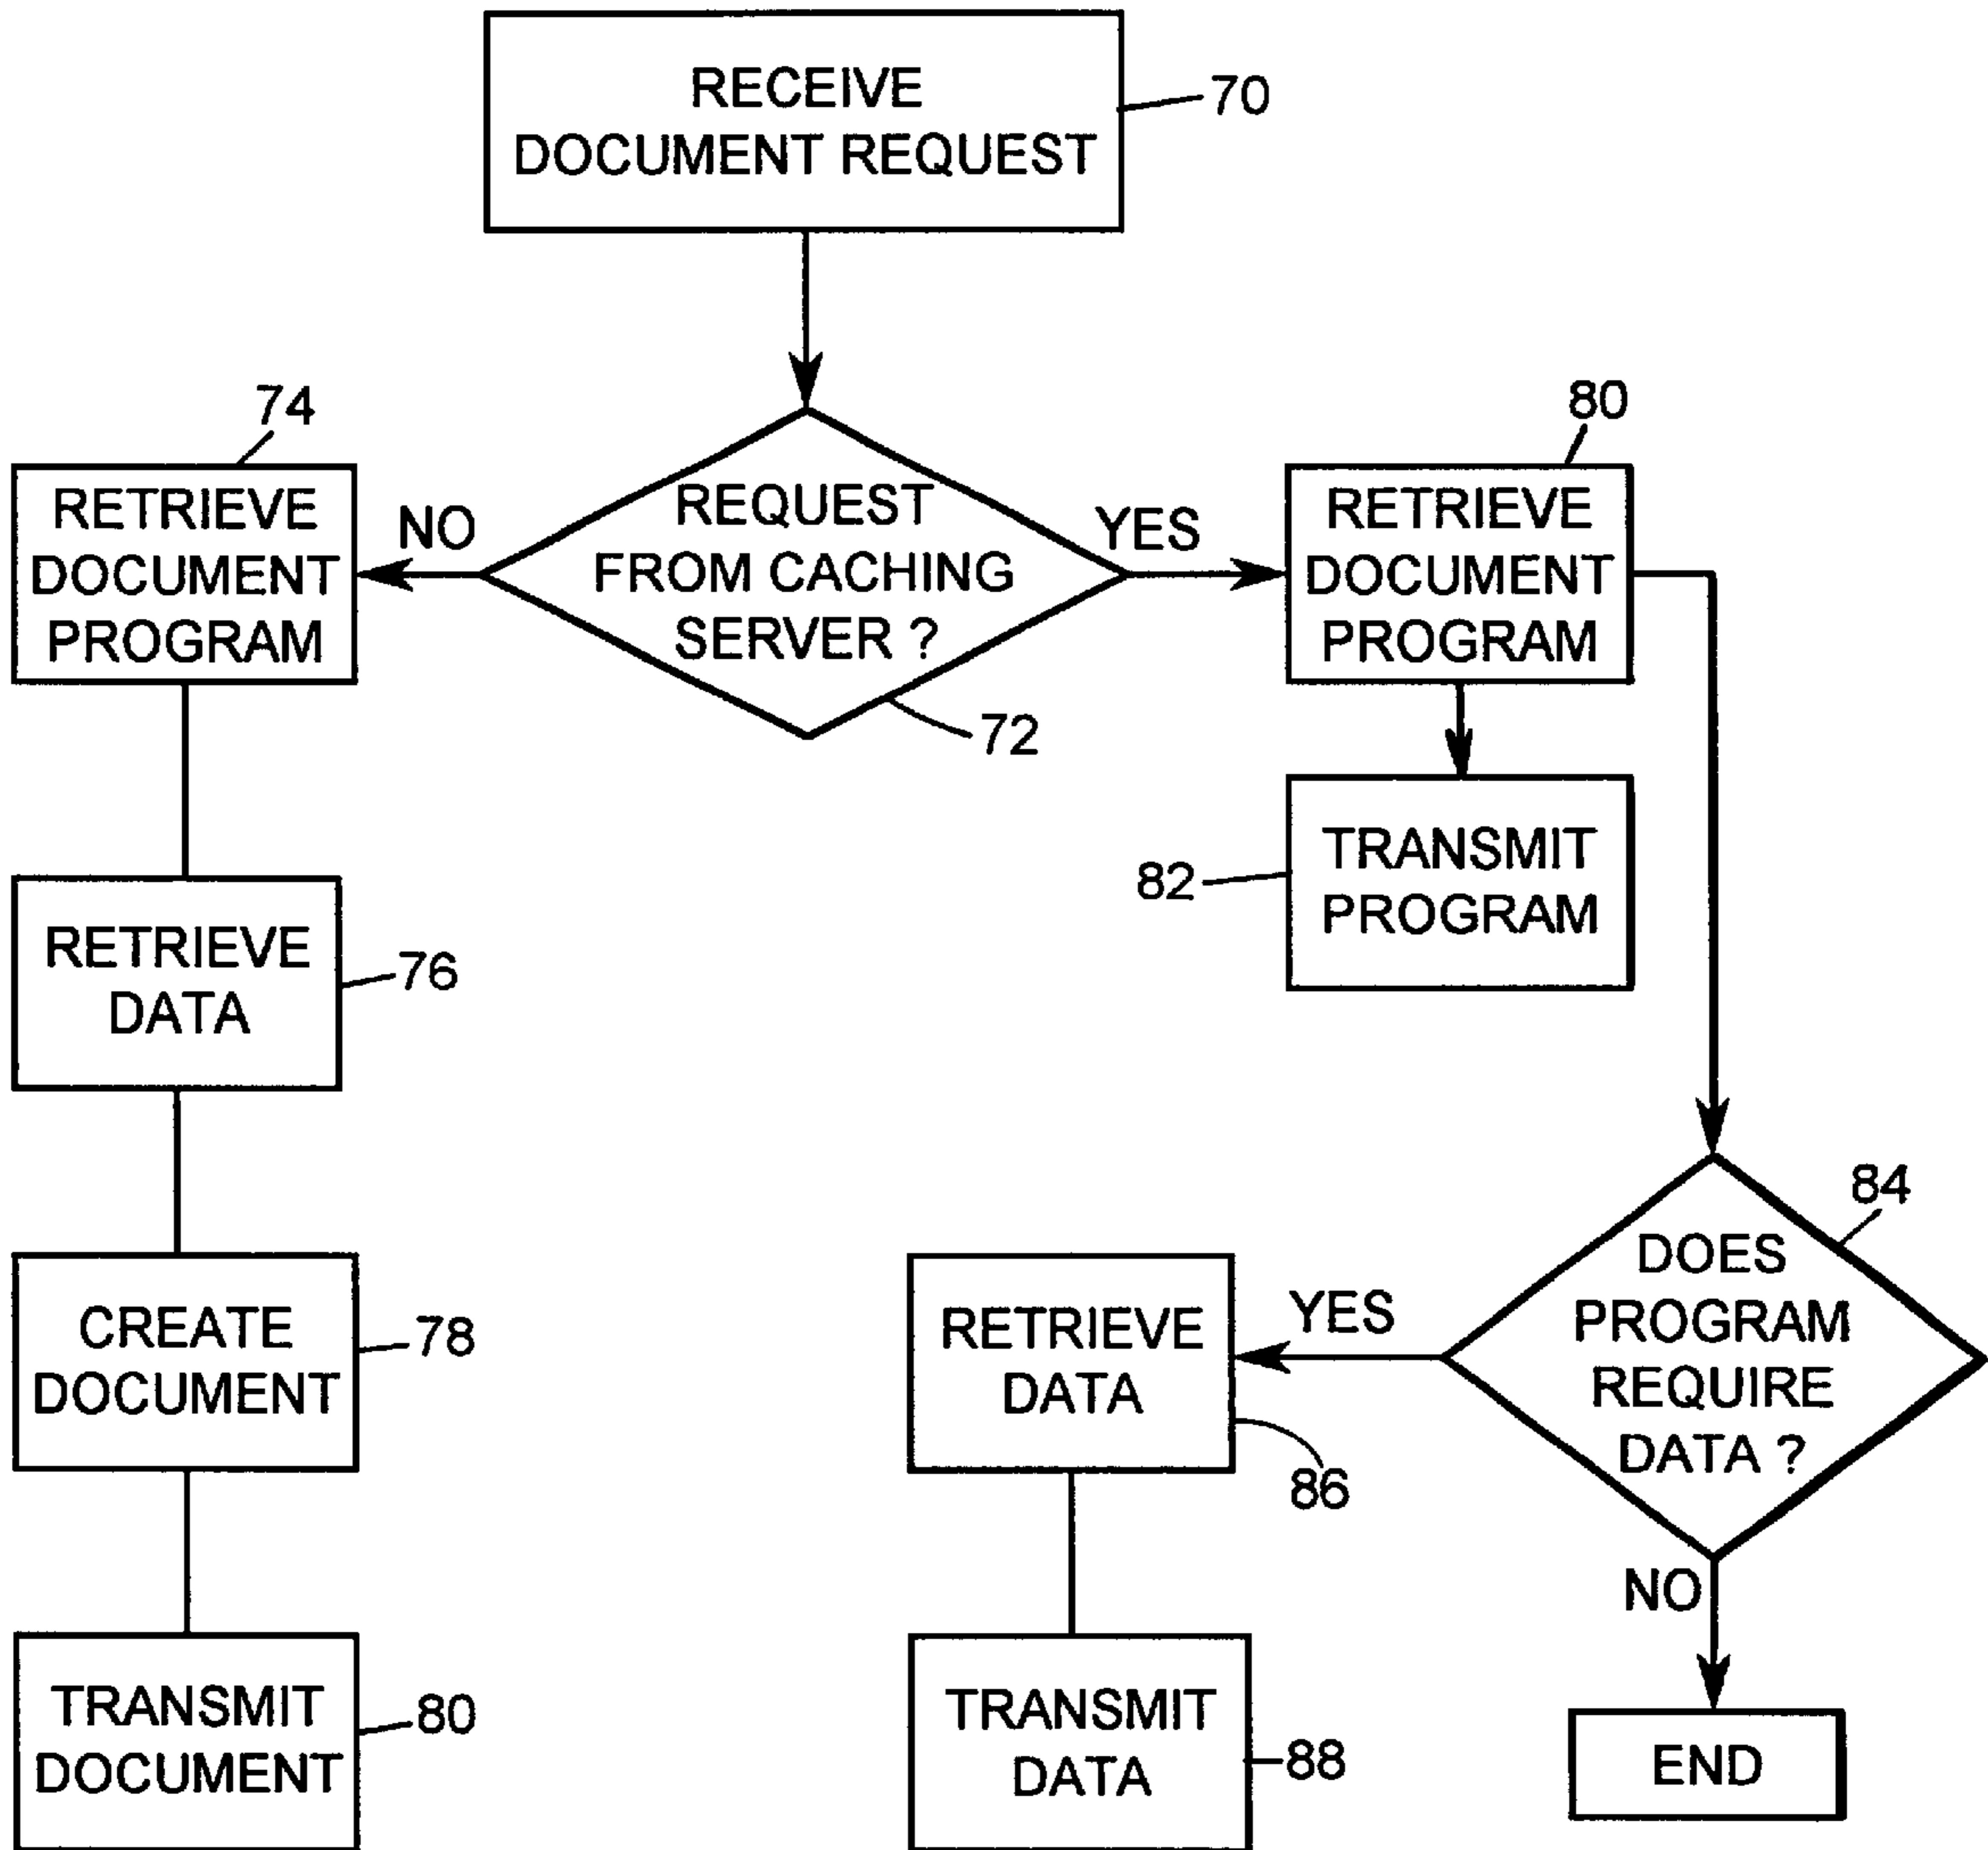 RECEIVE
DOCUMENT REQUEST
70
74
RETRIEVE
DOCUMENT
PROGRAM
NO
REQUEST
FROM CACHING
SERVER ?
72
YES
80
RETRIEVE
DOCUMENT
PROGRAM
82
TRANSMIT
PROGRAM
RETRIEVE
DATA
76
84
DOES
PROGRAM
REQUIRE
DATA ?
YES
NO
CREATE
DOCUMENT
78
RETRIEVE
DATA
86
TRANSMIT
DOCUMENT
80
TRANSMIT
DATA
88
END